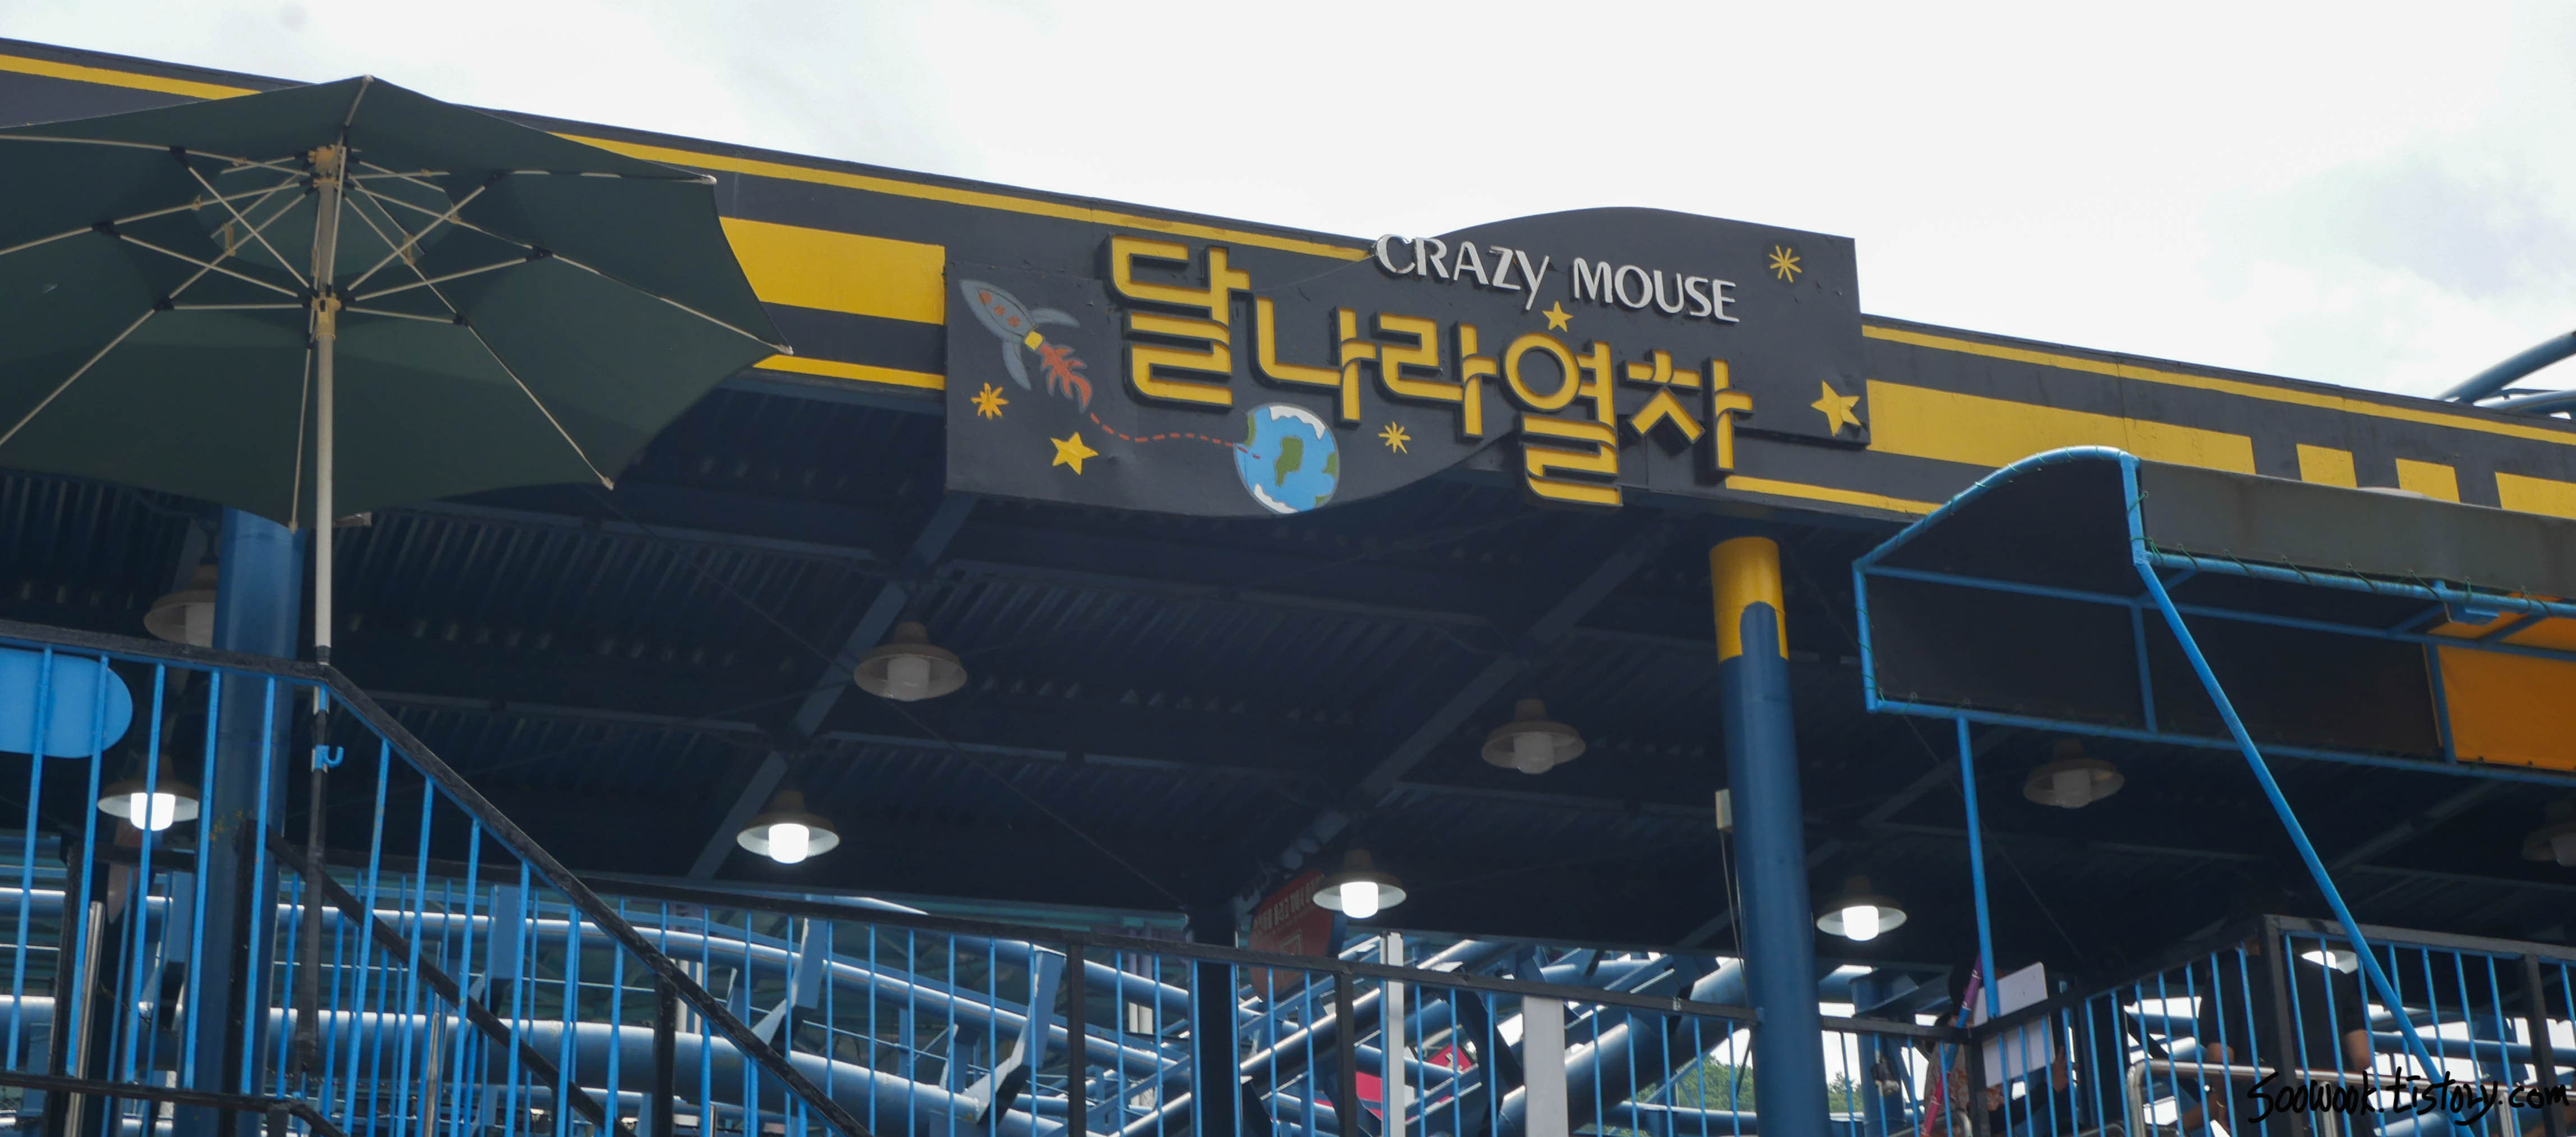 CRAZY MOUSE
달나라열차
Soowook.tistory.com